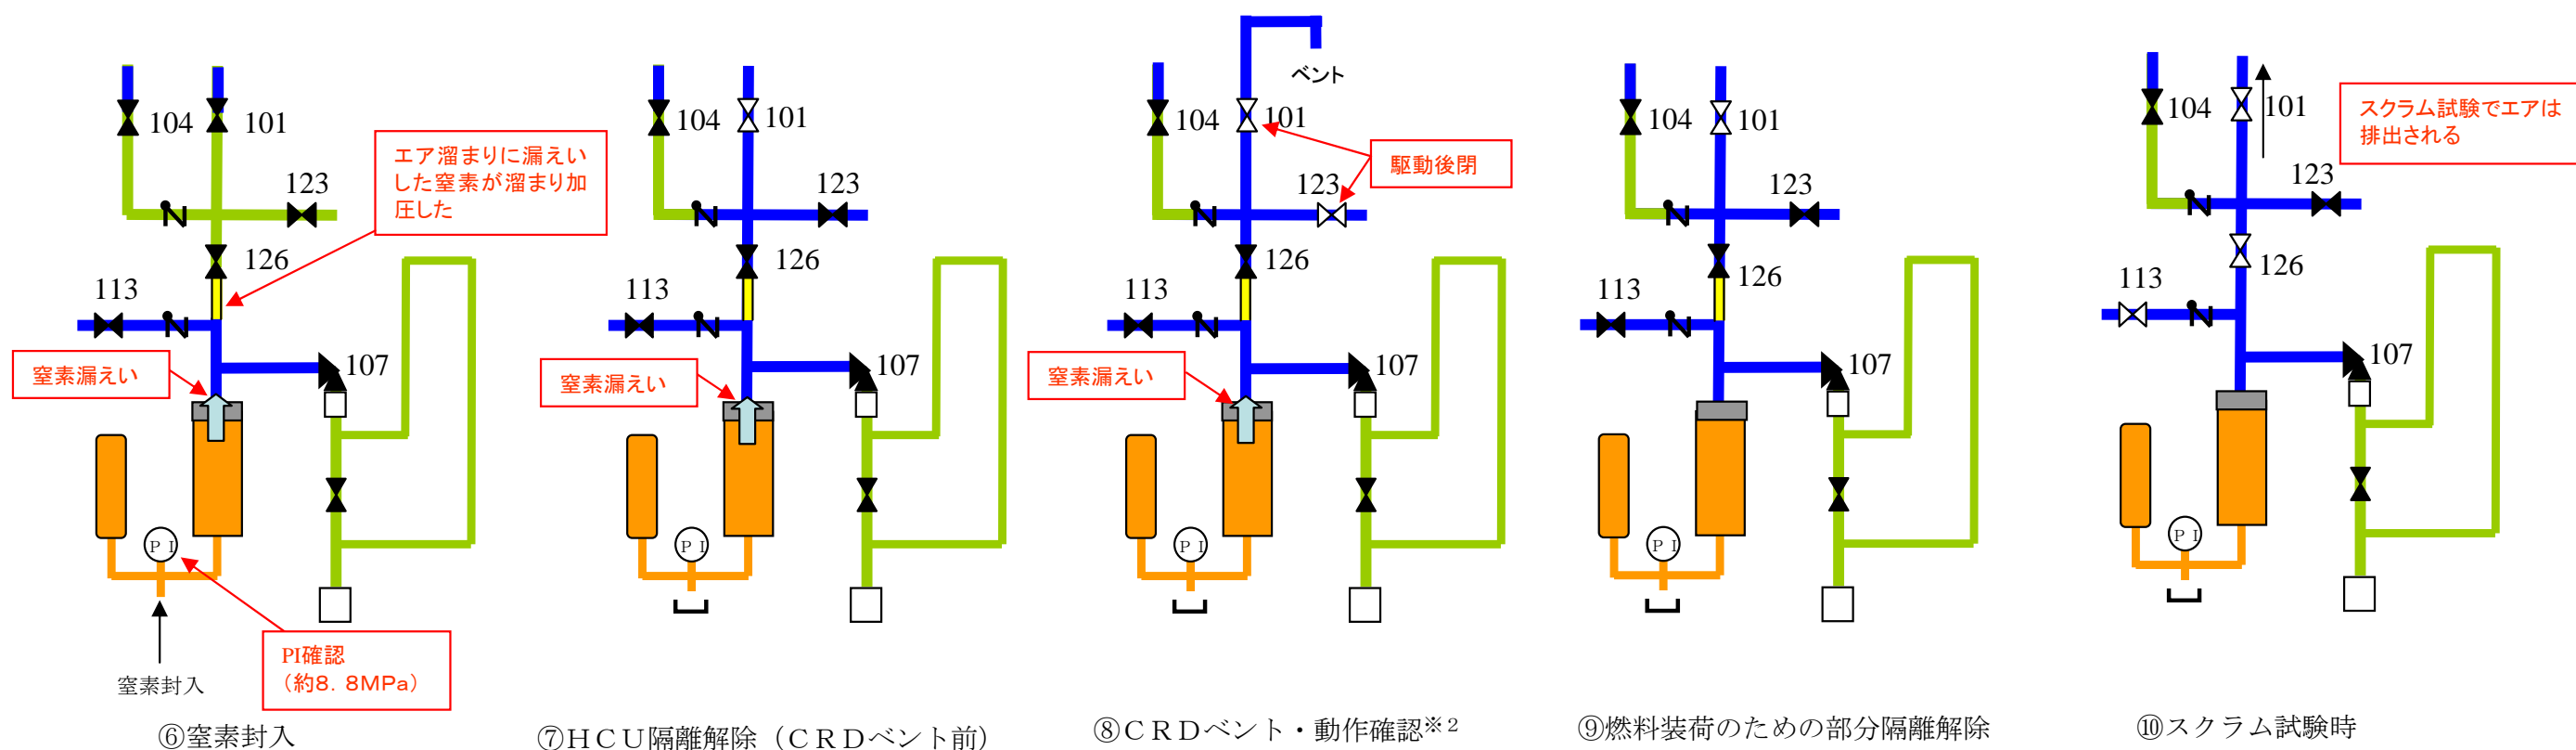 104
101
エア溜まりに漏えい
した窒素が溜まり加
圧した
123
126
113
107
窒素漏えい
P I
PI確認
(約8.8MPa)
窒素封入
⑥窒素封入
104
101
123
126
113
107
窒素漏えい
P I
⑦HCU隔離解除（CRDベント前）
ベント
104
101
駆動後閉
123
126
113
107
窒素漏えい
P I
⑧CRDベント・動作確認※2
104
101
123
126
113
107
P I
⑨燃料装荷のための部分隔離解除
104
101
スクラム試験でエアは
排出される
123
126
113
107
P I
⑩スクラム試験時